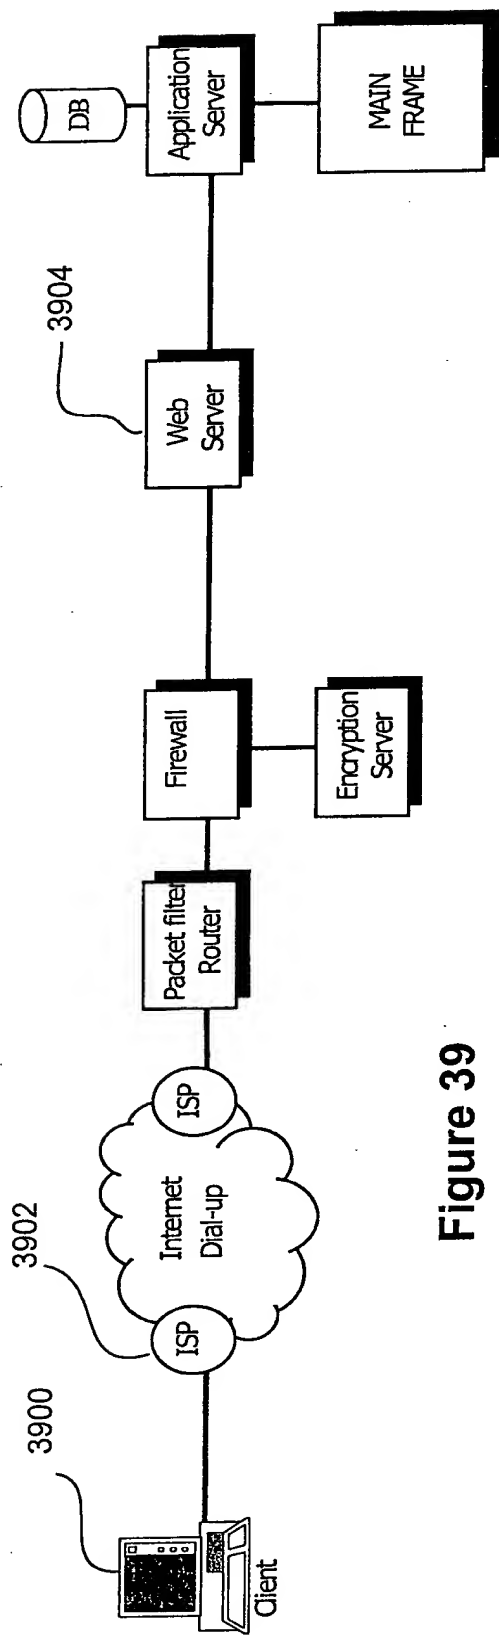 3900
Client
3902
ISP
Internet
Dial-up
ISP
Packet filter
Router
Firewall
Encryption
Server
3904
Web
Server
DB
Application
Server
MAIN
FRAME
Figure 39